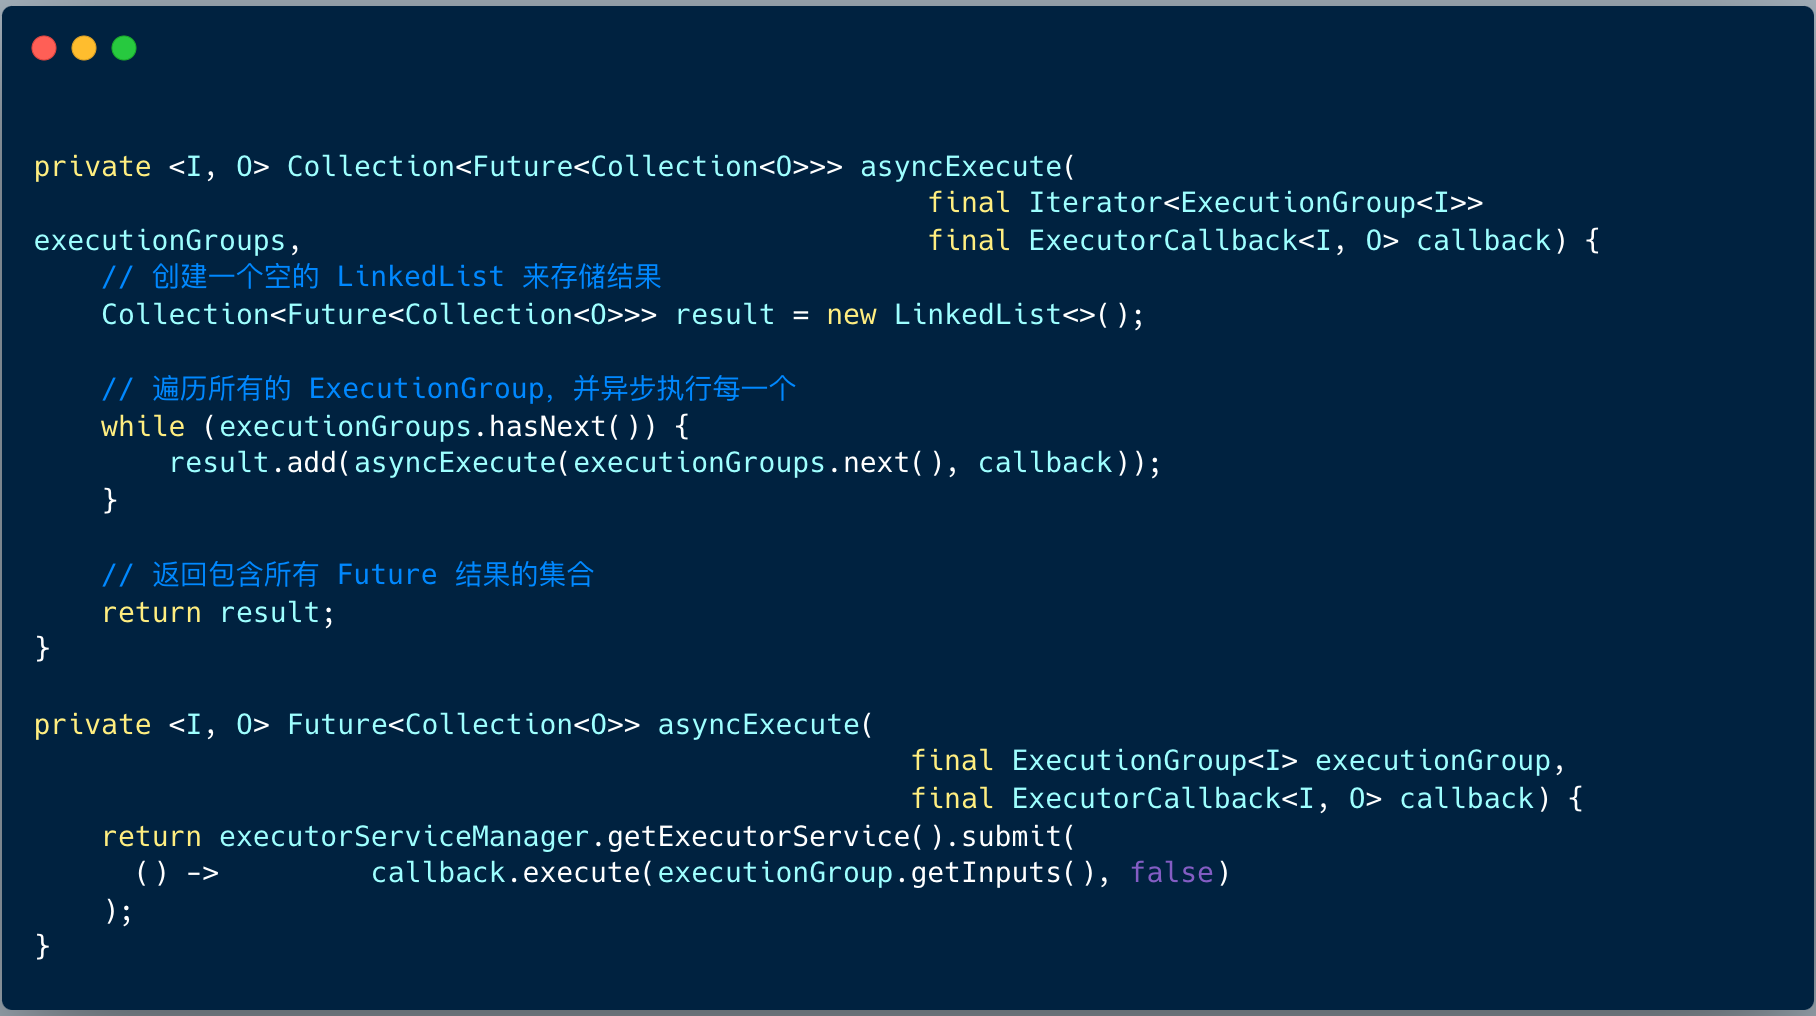 private <I, O> Collection<Future<Collection<O>>> asyncExecute(
final Iterator<ExecutionGroup<I>>
executionGroups,                                     final ExecutorCallback<I, O> callback) {
    // 创建一个空的 LinkedList 来存储结果
    Collection<Future<Collection<O>>> result = new LinkedList<>();
    // 遍历所有的 ExecutionGroup，并异步执行每一个
    while (executionGroups.hasNext()) {
        result.add(asyncExecute(executionGroups.next(), callback));
    }
    // 返回包含所有 Future 结果的集合
    return result;
}
private <I, O> Future<Collection<O>> asyncExecute(
                                                    final ExecutionGroup<I> executionGroup,
                                                    final ExecutorCallback<I, O> callback) {
    return executorServiceManager.getExecutorService().submit(
      () ->         callback.execute(executionGroup.getInputs(), false)
    );
}